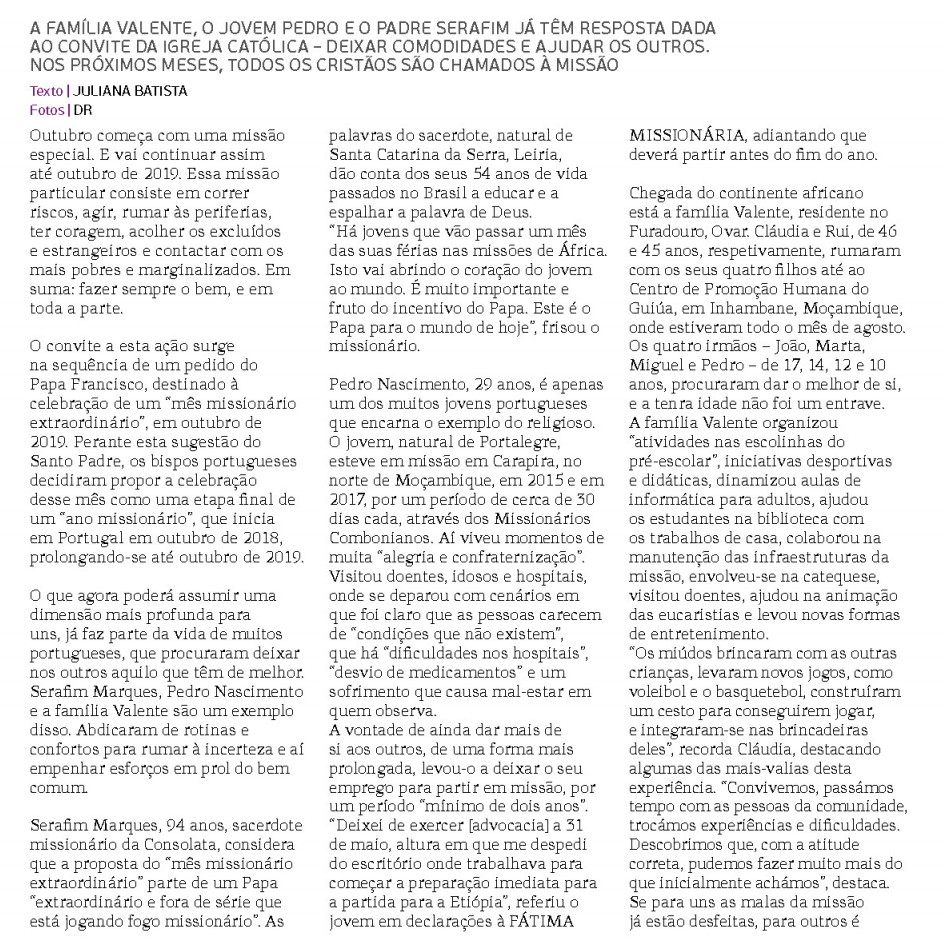 A FAMÍLIA VALENTE, O JOVEM PEDRO E O PADRE SERAFIM JÁ TÊM RESPOSTA DADA
AO CONVITE DA IGREJA CATÓLICA – DEIXAR COMODIDADES E AJUDAR OS OUTROS.
NOS PRÓXIMOS MESES, TODOS OS CRISTÃOS SÃO CHAMADOS À MISSÃO
Texto | JULIANA BATISTA
Fotos | DR
Outubro começa com uma missão
especial. E vai continuar assim
até outubro de 2019. Essa missão
particular consiste em correr
riscos, agir, rumar às periferias,
ter coragem, acolher os excluídos
e estrangeiros e contactar com os
mais pobres e marginalizados. Em
suma: fazer sempre o bem, e em
toda a parte.
O convite a esta ação surge
na sequência de um pedido do
Papa Francisco, destinado à
celebração de um “mês missionário
extraordinário”, em outubro de
2019. Perante esta sugestão do
Santo Padre, os bispos portugueses
decidiram propor a celebração
desse mês como uma etapa final de
um “ano missionário”, que inicia
em Portugal em outubro de 2018,
prolongando-se até outubro de 2019.
O que agora poderá assumir uma
dimensão mais profunda para
uns, já faz parte da vida de muitos
portugueses, que procuraram deixar
nos outros aquilo que têm de melhor.
Serafim Marques, Pedro Nascimento
e a família Valente são um exemplo
disso. Abdicaram de rotinas e
confortos para rumar à incerteza e aí
empenhar esforços em prol do bem
comum.
Serafim Marques, 94 anos, sacerdote
missionário da Consolata, considera
que a proposta do “mês missionário
extraordinário” parte de um Papa
“extraordinário e fora de série que
está jogando fogo missionário”. As
palavras do sacerdote, natural de
Santa Catarina da Serra, Leiria,
dão conta dos seus 54 anos de vida
passados no Brasil a educar e a
espalhar a palavra de Deus.
“Há jovens que vão passar um mês
das suas férias nas missões de África.
Isto vai abrindo o coração do jovem
ao mundo. É muito importante e
fruto do incentivo do Papa. Este é o
Papa para o mundo de hoje”, frisou o
missionário.
Pedro Nascimento, 29 anos, é apenas
um dos muitos jovens portugueses
que encarna o exemplo do religioso.
O jovem, natural de Portalegre,
esteve em missão em Carapira, no
norte de Moçambique, em 2015 e em
2017, por um período de cerca de 30
dias cada, através dos Missionários
Combonianos. Aí viveu momentos de
muita “alegria e confraternização”.
Visitou doentes, idosos e hospitais,
onde se deparou com cenários em
que foi claro que as pessoas carecem
de “condições que não existem”,
que há “dificuldades nos hospitais”,
“desvio de medicamentos” e um
sofrimento que causa mal-estar em
quem observa.
A vontade de ainda dar mais de
si aos outros, de uma forma mais
prolongada, levou-o a deixar o seu
emprego para partir em missão, por
um período “mínimo de dois anos”.
“Deixei de exercer [advocacia] a 31
de maio, altura em que me despedi
do escritório onde trabalhava para
começar a preparação imediata para
a partida para a Etiópia”, referiu o
jovem em declarações à FÁTIMA
MISSIONÁRIA, adiantando que
deverá partir antes do fim do ano.
Chegada do continente africano
está a família Valente, residente no
Furadouro, Ovar. Cláudia e Rui, de 46
e 45 anos, respetivamente, rumaram
com os seus quatro filhos até ao
Centro de Promoção Humana do
Guiúa, em Inhambane, Moçambique,
onde estiveram todo o mês de agosto.
Os quatro irmãos – João, Marta,
Miguel e Pedro – de 17, 14, 12 e 10
anos, procuraram dar o melhor de si,
e a tenra idade não foi um entrave.
A família Valente organizou
“atividades nas escolinhas do
pré-escolar”, iniciativas desportivas
e didáticas, dinamizou aulas de
informática para adultos, ajudou
os estudantes na biblioteca com
os trabalhos de casa, colaborou na
manutenção das infraestruturas da
missão, envolveu-se na catequese,
visitou doentes, ajudou na animação
das eucaristias e levou novas formas
de entretenimento.
“Os miúdos brincaram com as outras
crianças, levaram novos jogos, como
voleibol e o basquetebol, construíram
um cesto para conseguirem jogar,
e integraram-se nas brincadeiras
deles”, recorda Cláudia, destacando
algumas das mais-valias desta
experiência. “Convivemos, passámos
tempo com as pessoas da comunidade,
trocámos experiências e dificuldades.
Descobrimos que, com a atitude
correta, pudemos fazer muito mais do
que inicialmente achámos”, destaca.
Se para uns as malas da missão
já estão desfeitas, para outros é